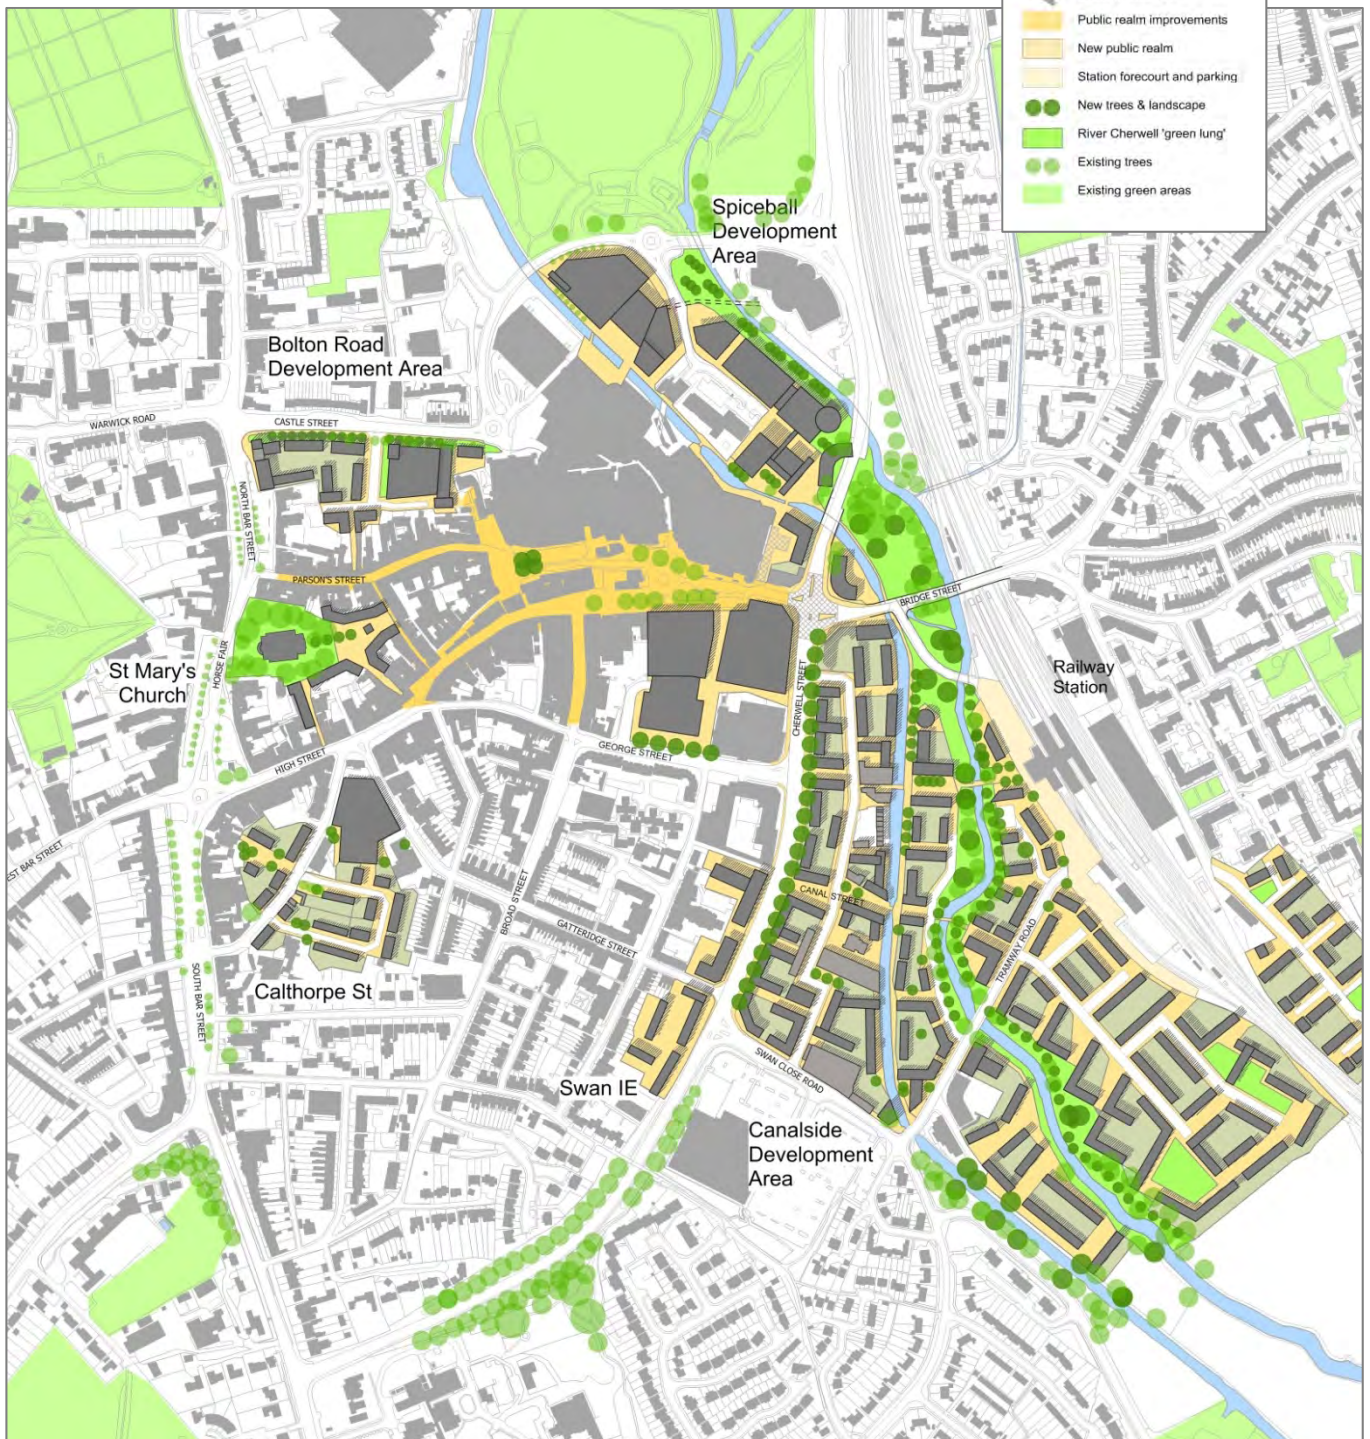 Public realm improvements
New public realm
Station forecourt and parking
New trees & landscape
River Cherwell 'green lung'
Existing trees
Existing green areas
Spiceball
Development
Area
Bolton Road
Development Area
WARWICK ROAD
CASTLE STREET
NORTH BAR STREET
PARSON'S STREET
BRIDGE STREET
St Mary's
Church
HORSE FAIR
Railway
Station
CHERWELL STREET
HIGH STREET
GEORGE STREET
EST BAR STREET
CANAL STREET
BROAD STREET
GATTERIDGE STREET
TRAMWAY ROAD
Calthorpe St
SOUTH BAR STREET
SWAN CLOSE ROAD
Swan IE
Canalside
Development
Area